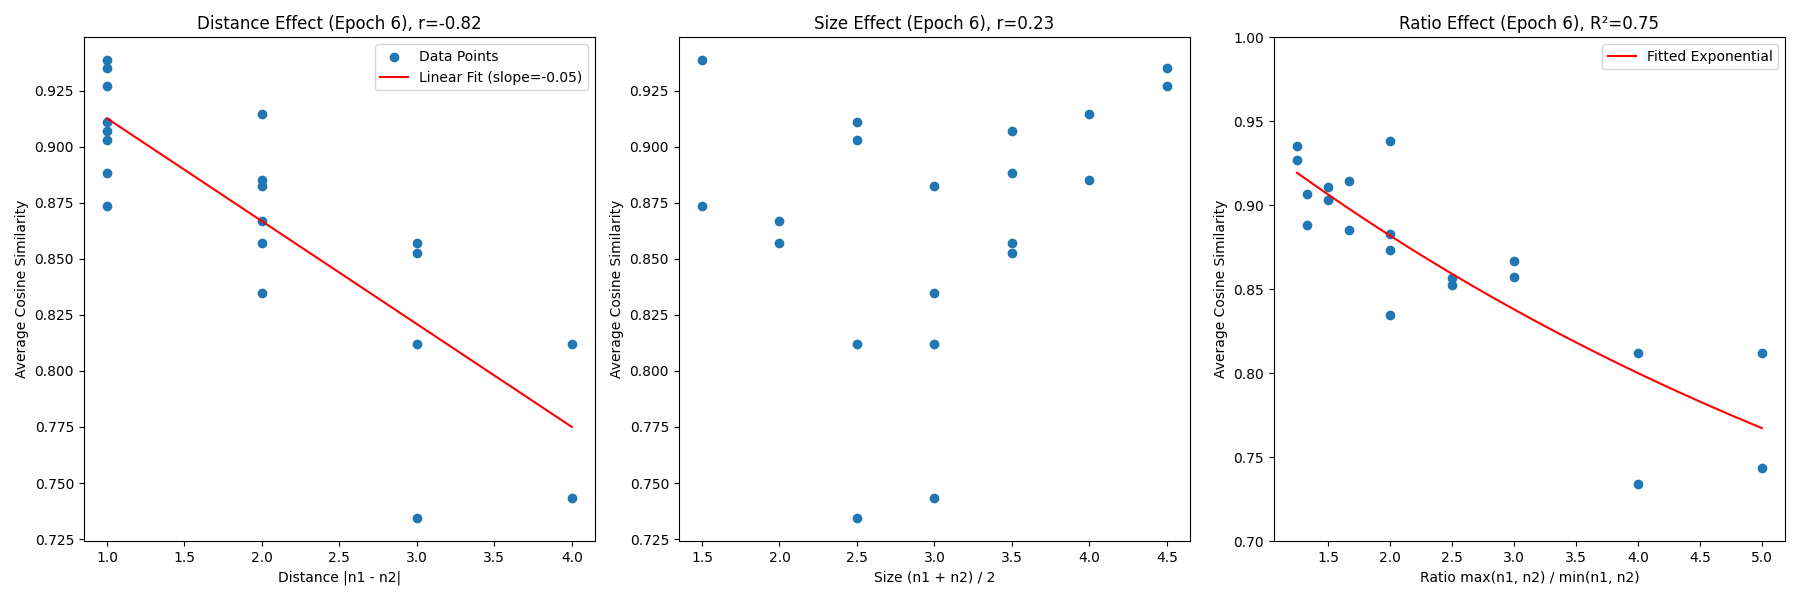 Distance Effect (Epoch 6), r=-0.82
Data Points
Linear Fit (slope=-0.05)
Average Cosine Similarity
0.925
0.900
0.875
0.850
0.825
0.800
0.775
0.750
0.725
1.0 1.5 2.0 2.5 3.0 3.5 4.0
Distance |n1 - n2|
Size Effect (Epoch 6), r=0.23
Average Cosine Similarity
0.925
0.900
0.875
0.850
0.825
0.800
0.775
0.750
0.725
1.5 2.0 2.5 3.0 3.5 4.0 4.5
Size (n1 + n2) / 2
Ratio Effect (Epoch 6), R²=0.75
Fitted Exponential
Average Cosine Similarity
1.00
0.95
0.90
0.85
0.80
0.75
0.70
1.5 2.0 2.5 3.0 3.5 4.0 4.5 5.0
Ratio max(n1, n2) / min(n1, n2)